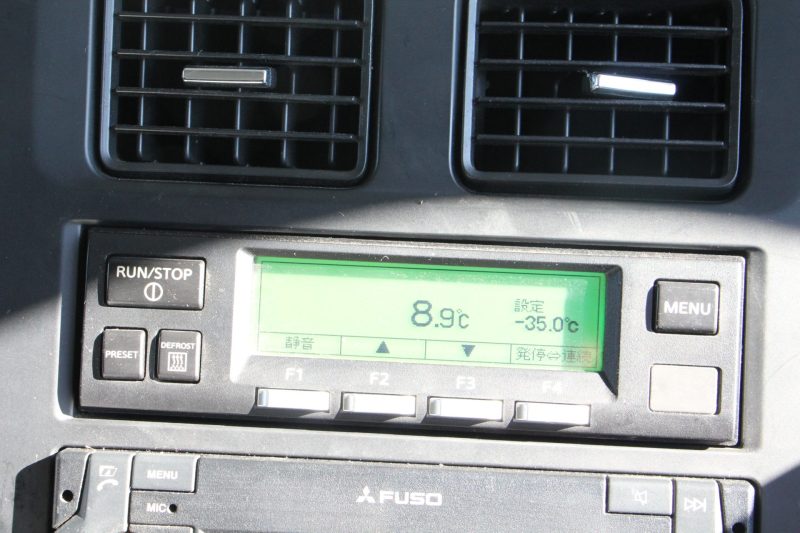 RUN/STOP
PRESET
DEFROST
8.9℃
設定
-35.0℃
静音
▲
▼
発停⇔連続
F1
F2
F3
F4
MENU
MENU
MIC
FUSO